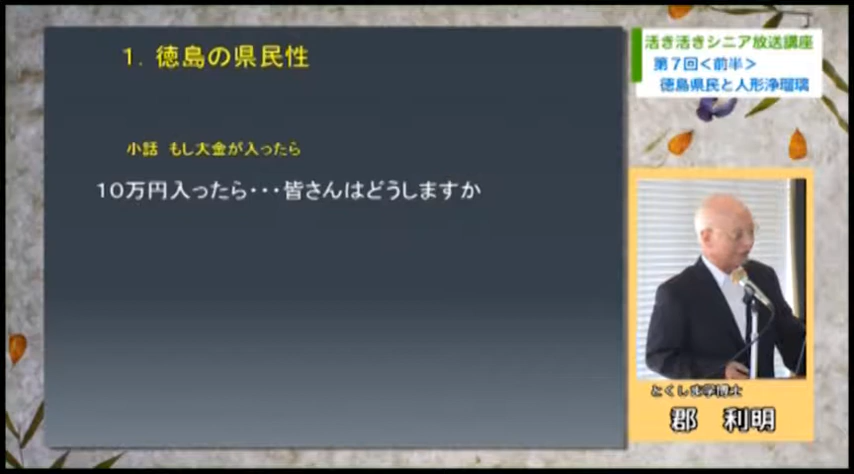 1. 徳島の県民性
小話 もし大金が入ったら
10万円入ったら・・・皆さんはどうしますか
活き活きシニア放送講座
第7回<前半>
徳島県民と人形浄瑠璃
とくしま学博士
郡 利明